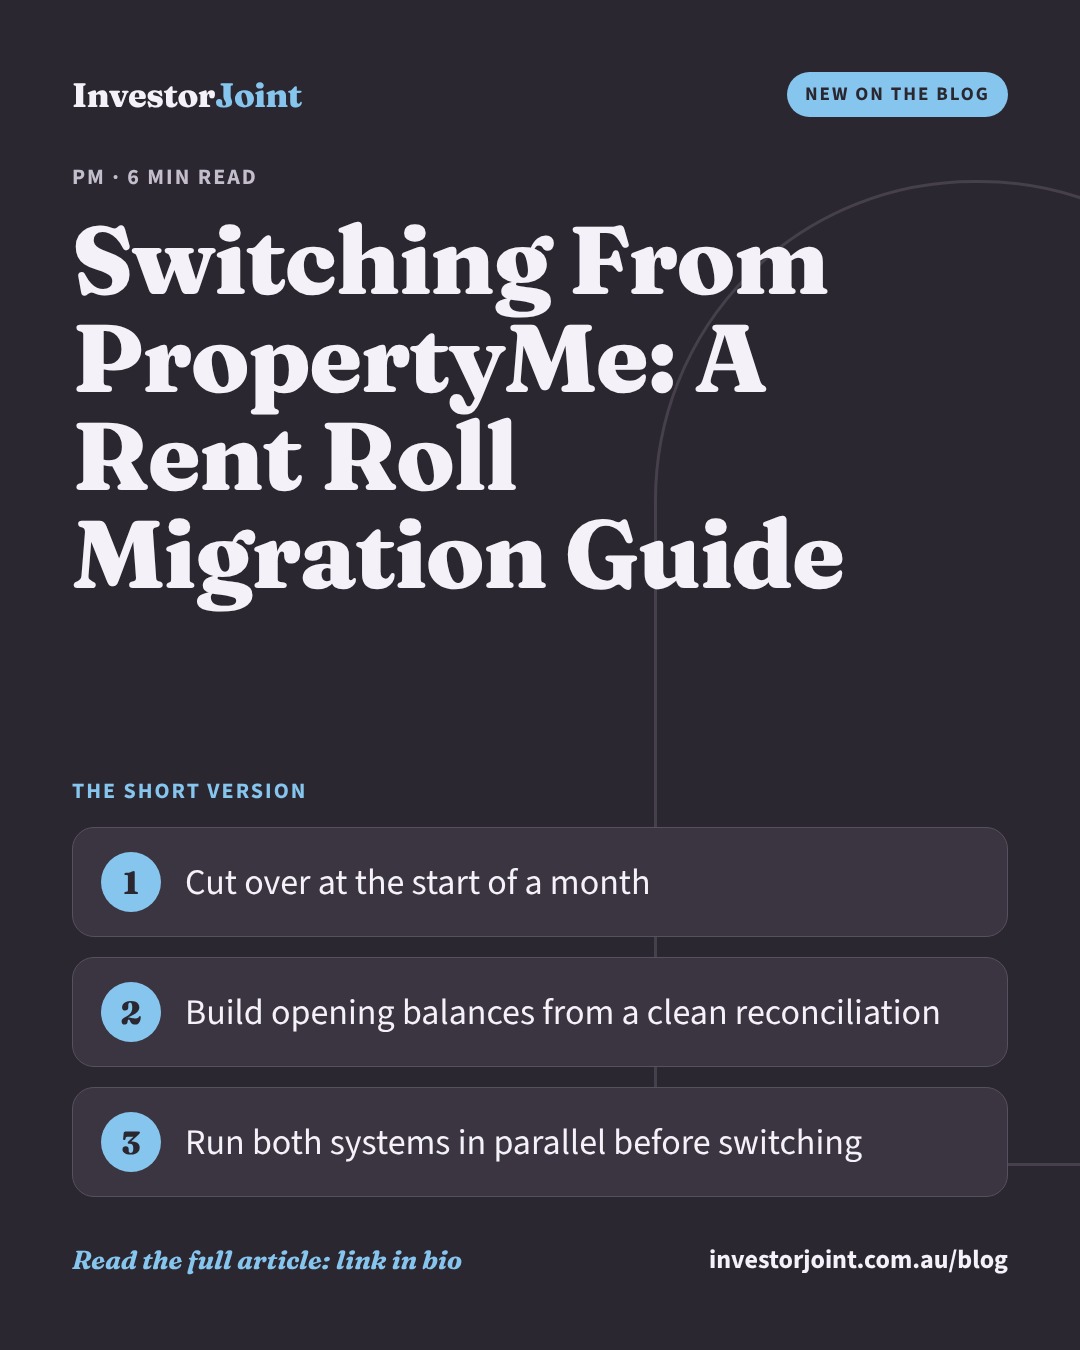 InvestorJoint
NEW ON THE BLOG
PM · 6 MIN READ
Switching From
PropertyMe: A
Rent Roll
Migration Guide
THE SHORT VERSION
1 Cut over at the start of a month
2 Build opening balances from a clean reconciliation
3 Run both systems in parallel before switching
Read the full article: link in bio
investorjoint.com.au/blog